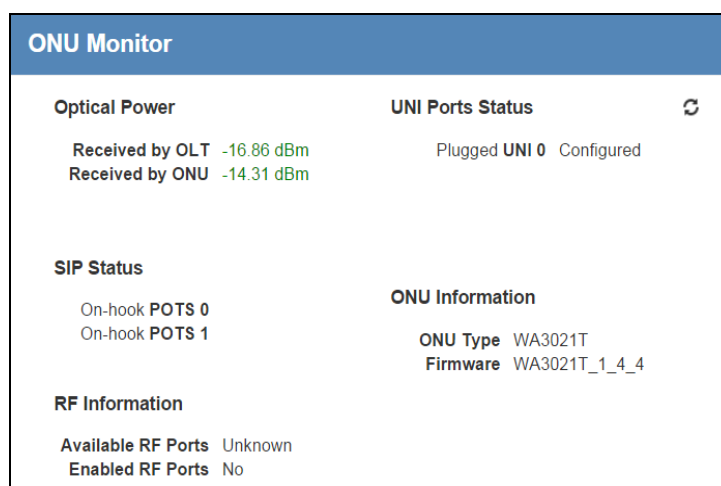 ONU Monitor
Optical Power
Received by OLT -16.86 dBm
Received by ONU -14.31 dBm
UNI Ports Status
Plugged UNI 0 Configured
SIP Status
On-hook POTS 0
On-hook POTS 1
ONU Information
ONU Type WA3021T
Firmware WA3021T_1_4_4
RF Information
Available RF Ports Unknown
Enabled RF Ports No